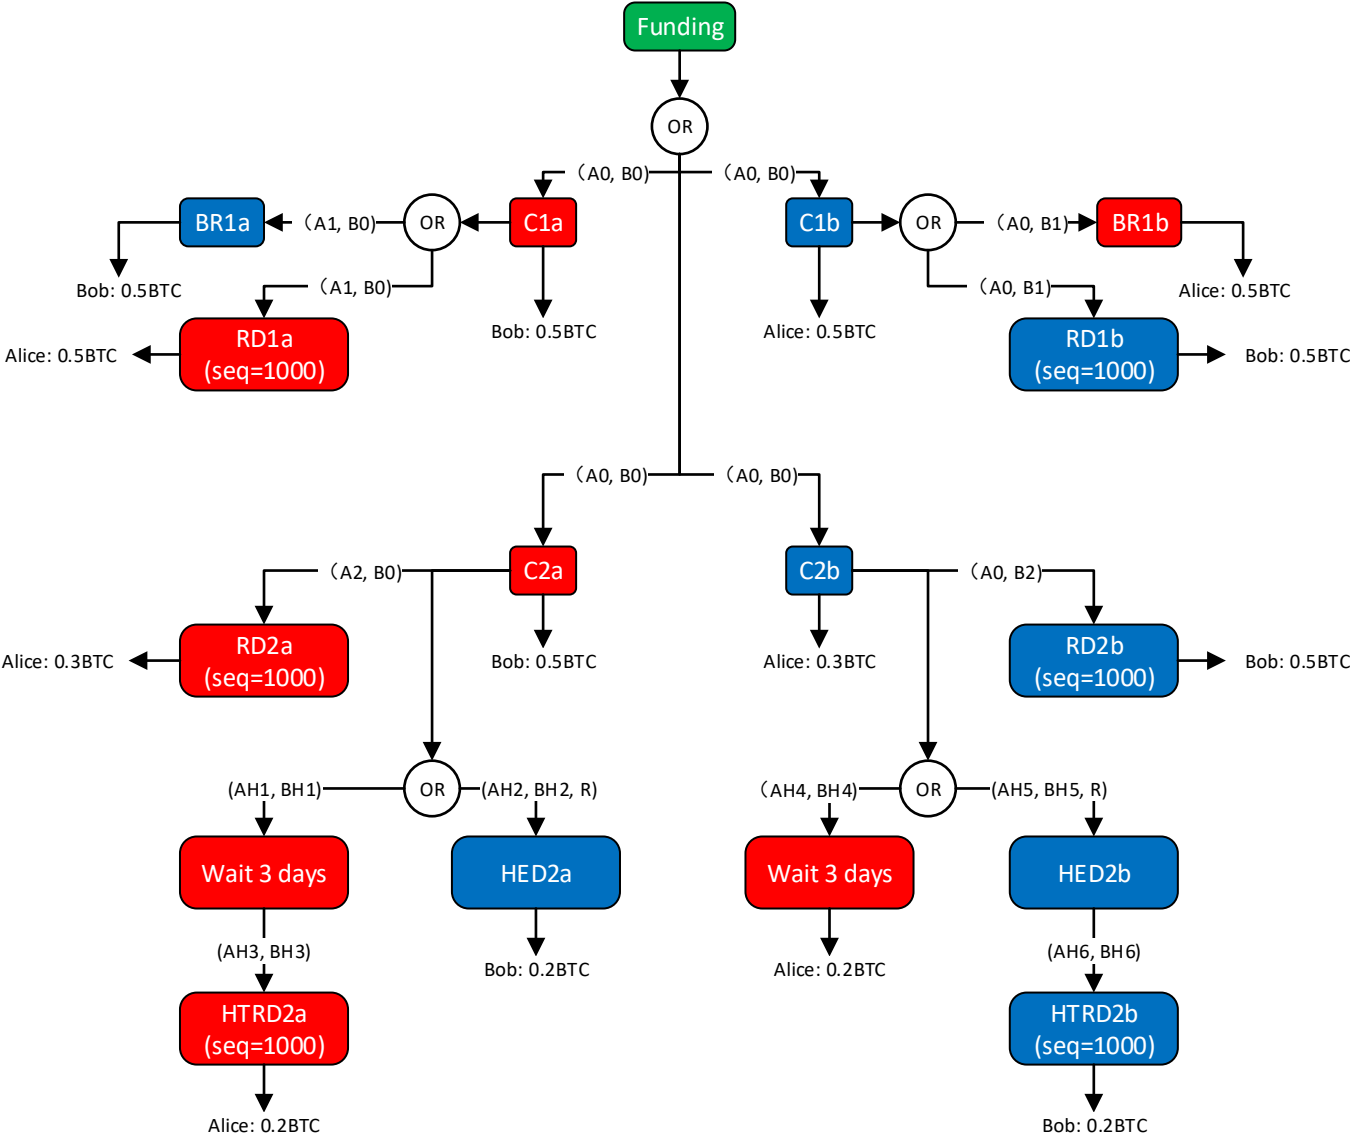 Funding
OR
（A0, B0)
（A0, B0)
BR1a
（A1, B0)
OR
C1a
C1b
OR
（A0, B1)
BR1b
Bob: 0.5BTC
（A1, B0)
（A0, B1)
Alice: 0.5BTC
Bob: 0.5BTC
Alice: 0.5BTC
Alice: 0.5BTC
RD1a
(seq=1000)
RD1b
(seq=1000)
Bob: 0.5BTC
（A0, B0)
（A0, B0)
（A2, B0)
C2a
C2b
（A0, B2)
Alice: 0.3BTC
RD2a
(seq=1000)
Bob: 0.5BTC
Alice: 0.3BTC
RD2b
(seq=1000)
Bob: 0.5BTC
(AH1, BH1)
OR
(AH2, BH2, R)
（AH4, BH4)
OR
(AH5, BH5, R)
Wait 3 days
HED2a
Wait 3 days
HED2b
(AH3, BH3)
Bob: 0.2BTC
Alice: 0.2BTC
(AH6, BH6)
HTRD2a
(seq=1000)
HTRD2b
(seq=1000)
Alice: 0.2BTC
Bob: 0.2BTC